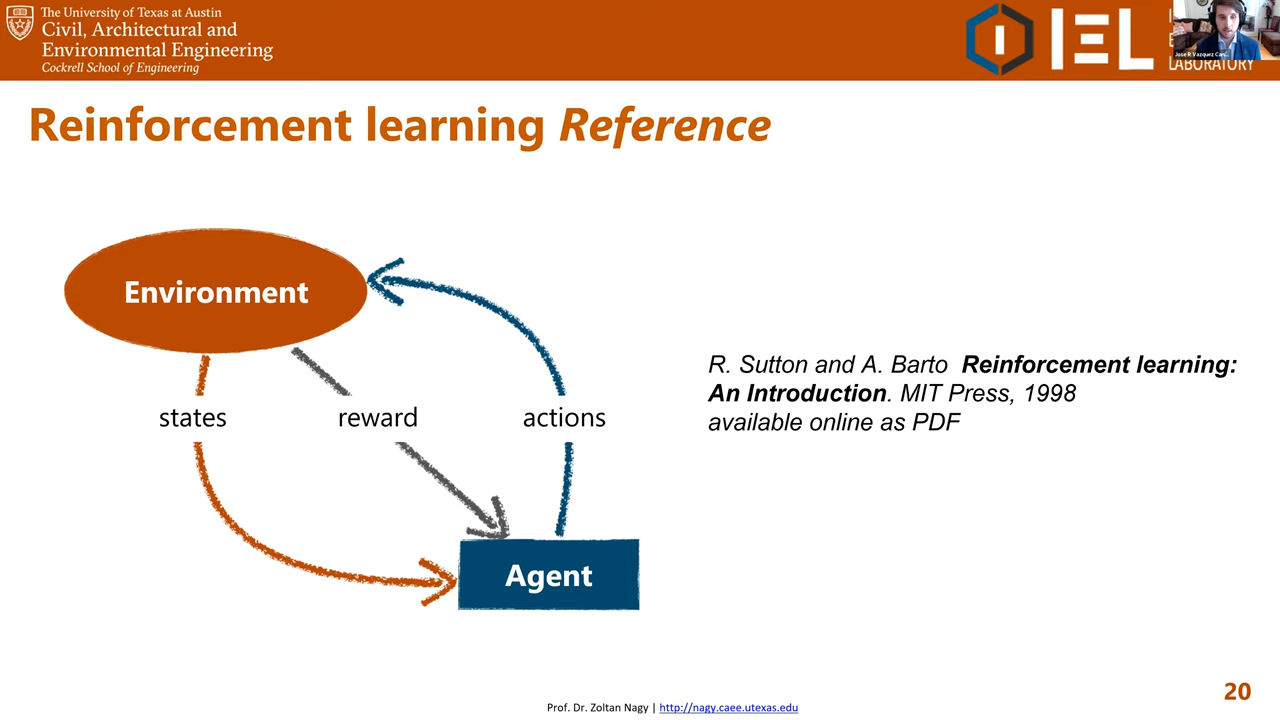 The University of Texas at Austin
Civil, Architectural and
Environmental Engineering
Cockrell School of Engineering
IEL
LABORATORY
Reinforcement learning Reference
Environment
states
reward
actions
Agent
R. Sutton and A. Barto Reinforcement learning:
An Introduction. MIT Press, 1998
available online as PDF
Prof. Dr. Zoltan Nagy | http://nagy.caee.utexas.edu
20